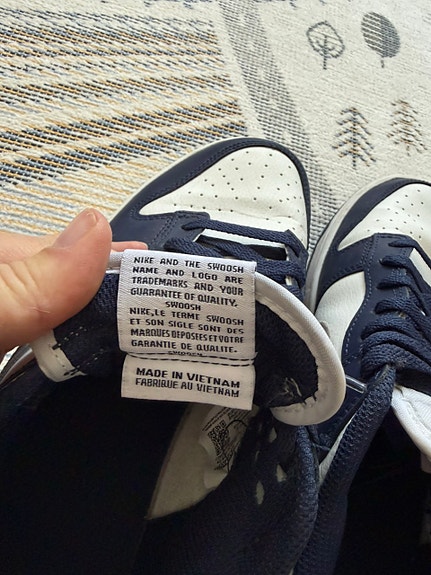 NIKE AND THE SWOOSH
NAME AND LOGO ARE
TRADEMARKS AND YOUR
GUARANTEE OF QUALITY.
SWOOSH
NIKE,LE TERME SWOOSH
ET SON SIGLE SONT DES
MARQUES DEPOSEES ET VOTRE
GARANTIE DE QUALITE.
MADE IN VIETNAM
FABRIQUE AU VIETNAM